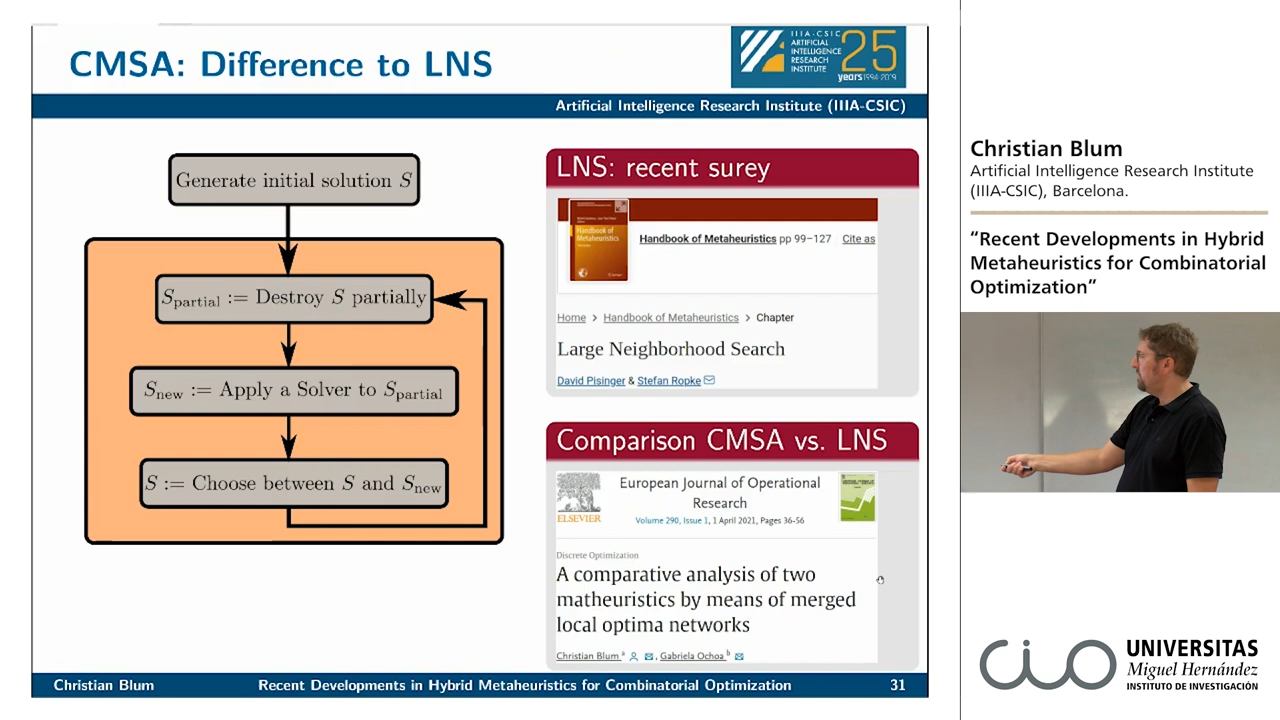 CMSA: Difference to LNS
IIIA-CSIC
ARTIFICIAL
INTELLIGENCE
RESEARCH
INSTITUTE
25
years 1994-2019
Artificial Intelligence Research Institute (IIIA-CSIC)
Generate initial solution S
S_partial := Destroy S partially
S_new := Apply a Solver to S_partial
S := Choose between S and S_new
LNS: recent surey
Handbook of
Metaheuristics
Handbook of Metaheuristics pp 99–127 Cite as
Home > Handbook of Metaheuristics > Chapter
Large Neighborhood Search
David Pisinger & Stefan Ropke
Comparison CMSA vs. LNS
ELSEVIER
European Journal of Operational
Research
Volume 290, Issue 1, 1 April 2021, Pages 36-56
Discrete Optimization
A comparative analysis of two
matheuristics by means of merged
local optima networks
Christian Blum a, Gabriela Ochoa b
Christian Blum
Recent Developments in Hybrid Metaheuristics for Combinatorial Optimization
31
Christian Blum
Artificial Intelligence Research Institute
(IIIA-CSIC), Barcelona.
“Recent Developments in Hybrid
Metaheuristics for Combinatorial
Optimization”
cio
UNIVERSITAS
Miguel Hernández
INSTITUTO DE INVESTIGACIÓN